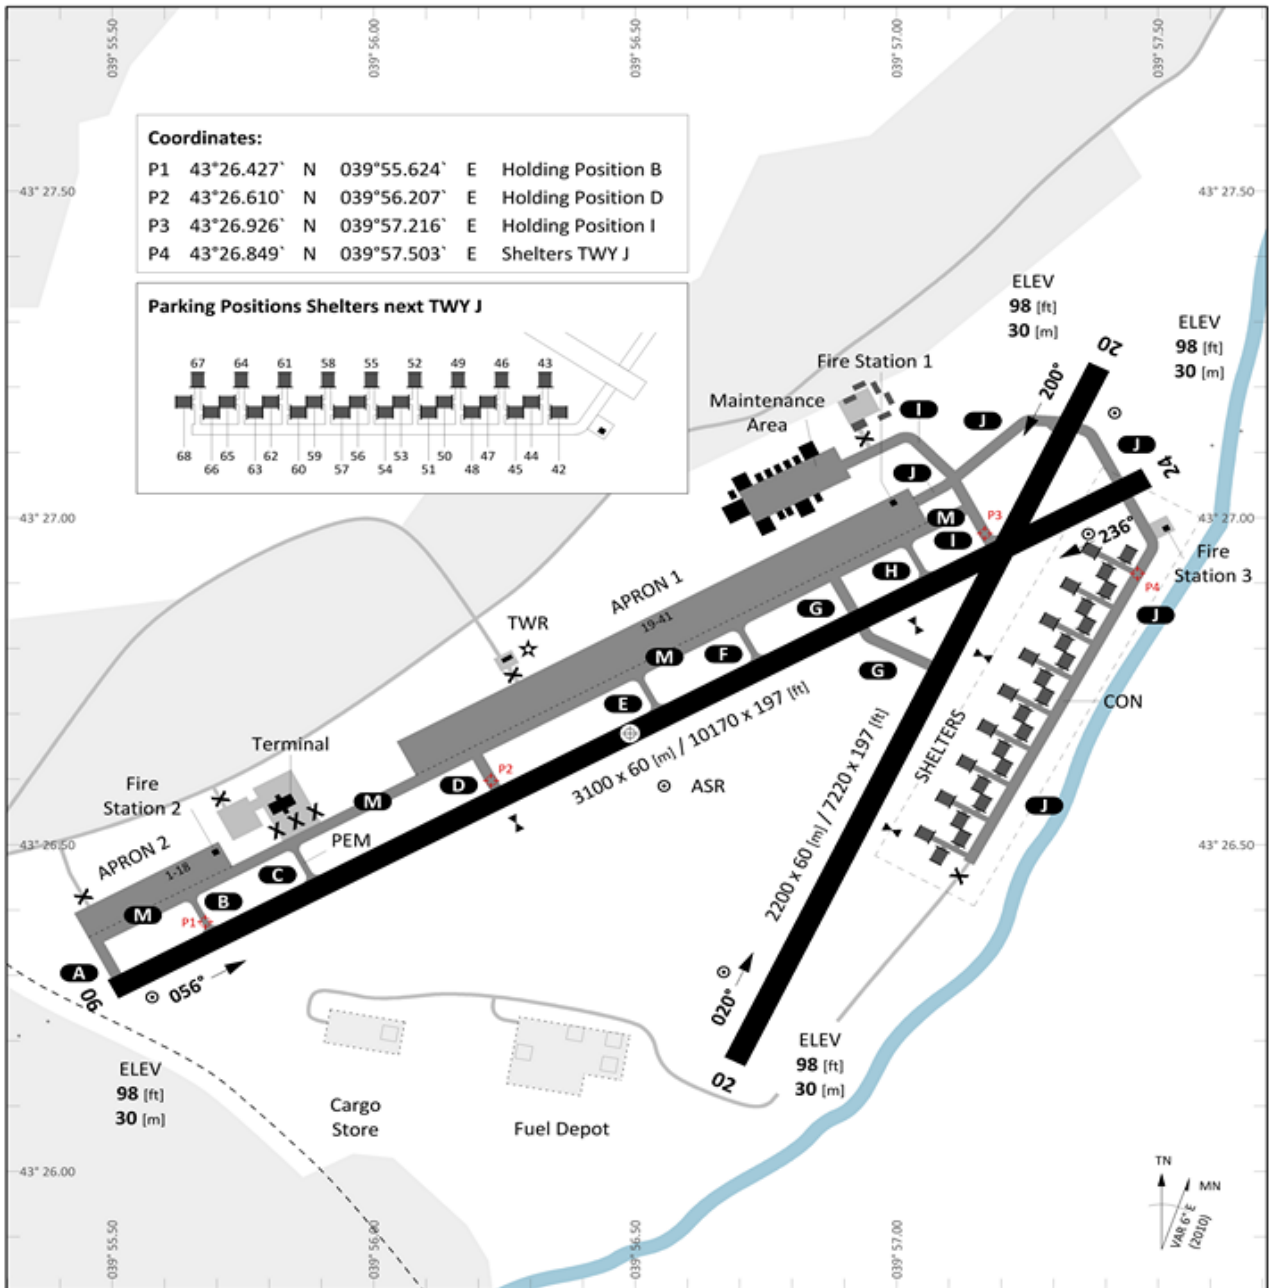 039°55.50
039°56.00
039°56.50
039°57.00
039°57.50
Coordinates:
P1 43°26.427` N 039°55.624` E Holding Position B
P2 43°26.610` N 039°56.207` E Holding Position D
P3 43°26.926` N 039°57.216` E Holding Position I
P4 43°26.849` N 039°57.503` E Shelters TWY J
43° 27.50
43° 27.50
Parking Positions Shelters next TWY J
67 64 61 58 55 52 49 46 43
68 65 62 59 56 53 50 47 44
66 63 60 57 54 51 48 45 42
ELEV
98 [ft]
30 [m]
ELEV
98 [ft]
30 [m]
20
200°
Fire Station 1
Maintenance
Area
I
J
J
J
24
43° 27.00
43° 27.00
M
P3
I
236°
Fire
Station 3
H
P4
APRON 1
19-41
G
J
TWR
M
F
G
E
CON
SHELTERS
3100 x 60 [m] / 10170 x 197 [ft]
2200 x 60 [m] / 7220 x 197 [ft]
Terminal
P2
D
ASR
Fire
Station 2
M
J
PEM
43° 26.50
43° 26.50
APRON 2
1-18
C
B
M
P1
A
06
056°
020°
02
ELEV
98 [ft]
30 [m]
ELEV
98 [ft]
30 [m]
Cargo
Store
Fuel Depot
43° 26.00
43° 26.00
TN
MN
VAR 6° E
(2010)
039°55.50
039°56.00
039°56.50
039°57.00